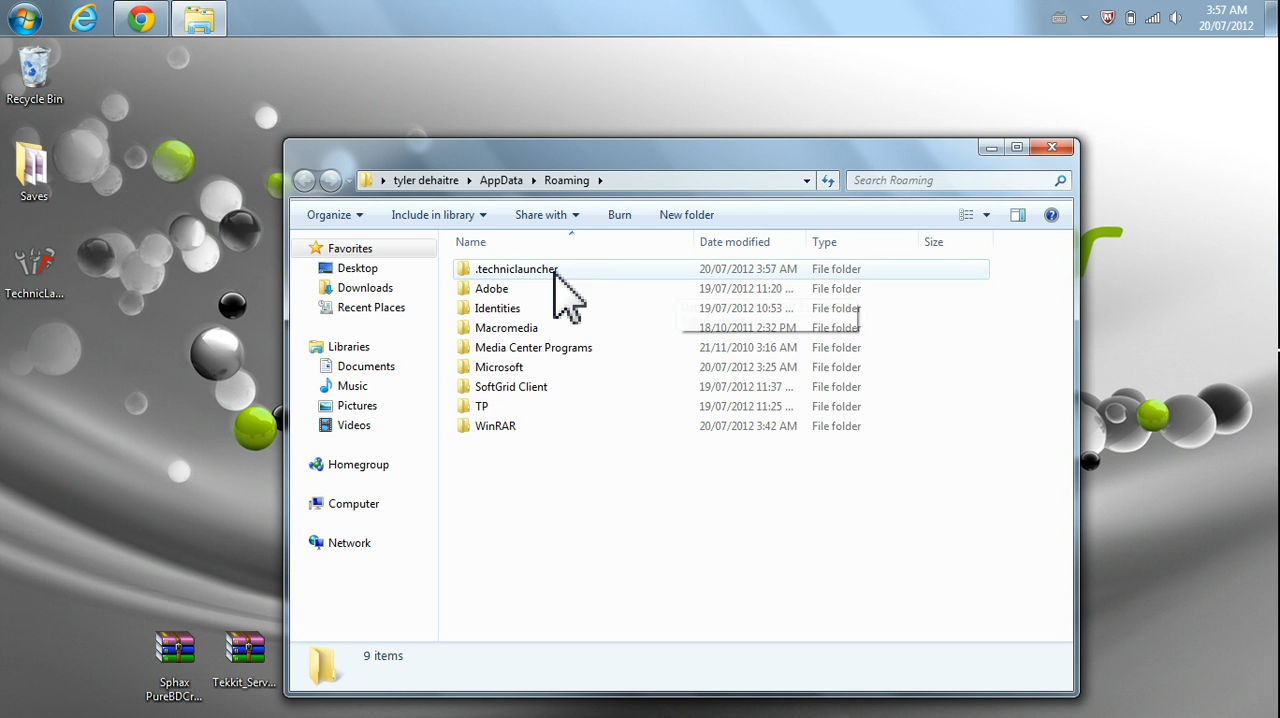 3:57 AM
20/07/2012
Recycle Bin
Saves
TechnicLa...
Sphax
PureBDCr...
Tekkit_Serv...
tyler dehaitre AppData Roaming
Search Roaming
Organize Include in library Share with Burn New folder
Favorites
Desktop
Downloads
Recent Places
Libraries
Documents
Music
Pictures
Videos
Homegroup
Computer
Network
Name Date modified Type Size
.techniclauncher 20/07/2012 3:57 AM File folder
Adobe 19/07/2012 11:20 ... File folder
Identities 19/07/2012 10:53 ... File folder
Macromedia 18/10/2011 2:32 PM File folder
Media Center Programs 21/11/2010 3:16 AM File folder
Microsoft 20/07/2012 3:25 AM File folder
SoftGrid Client 19/07/2012 11:37 ... File folder
TP 19/07/2012 11:25 ... File folder
WinRAR 20/07/2012 3:42 AM File folder
9 items